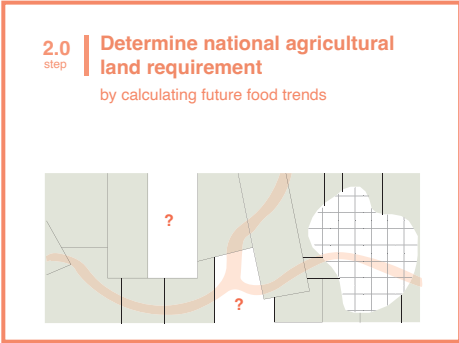 2.0
step
Determine national agricultural
land requirement
by calculating future food trends
?
?